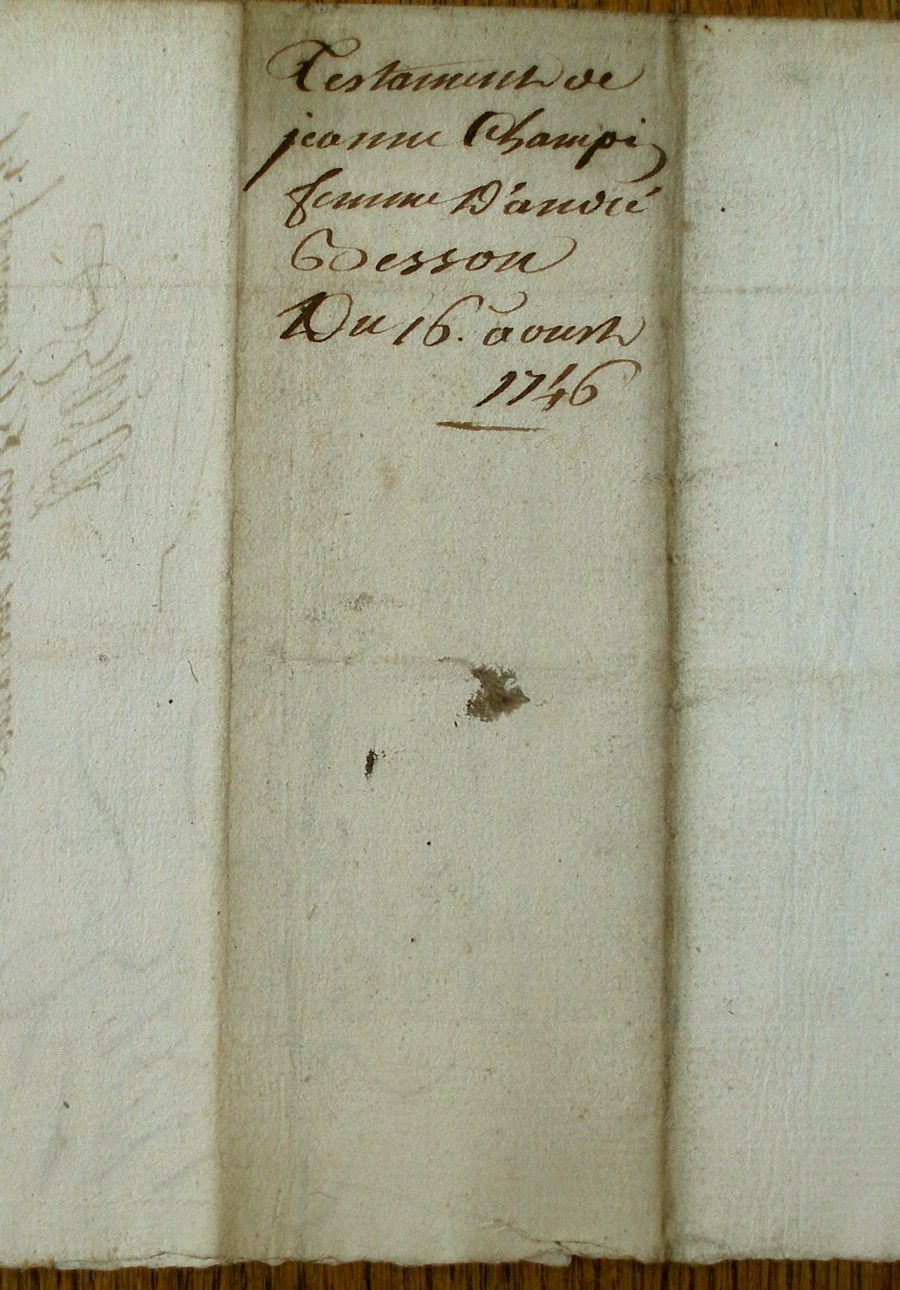 Testament de
jeanne Champi
femme D'andré
Besson
Du 16. aoust
1746